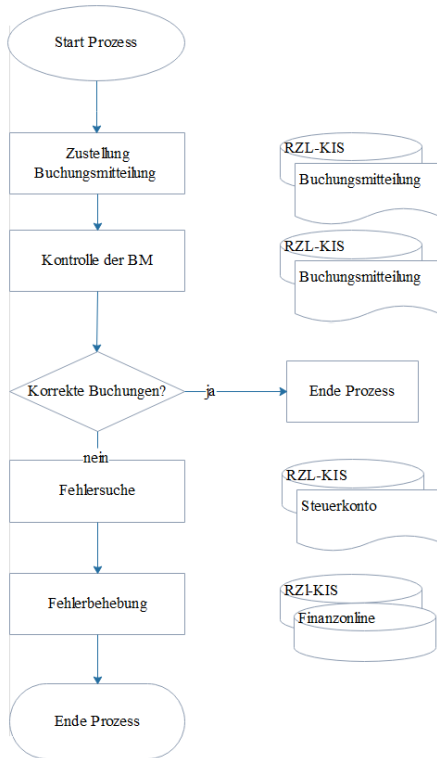 Start Prozess
Zustellung
Buchungsmitteilung
RZL-KIS
Buchungsmitteilung
Kontrolle der BM
RZL-KIS
Buchungsmitteilung
Korrekte Buchungen?
ja
Ende Prozess
nein
Fehlersuche
RZL-KIS
Steuerkonto
Fehlerbehebung
RZl-KIS
Finanzonline
Ende Prozess